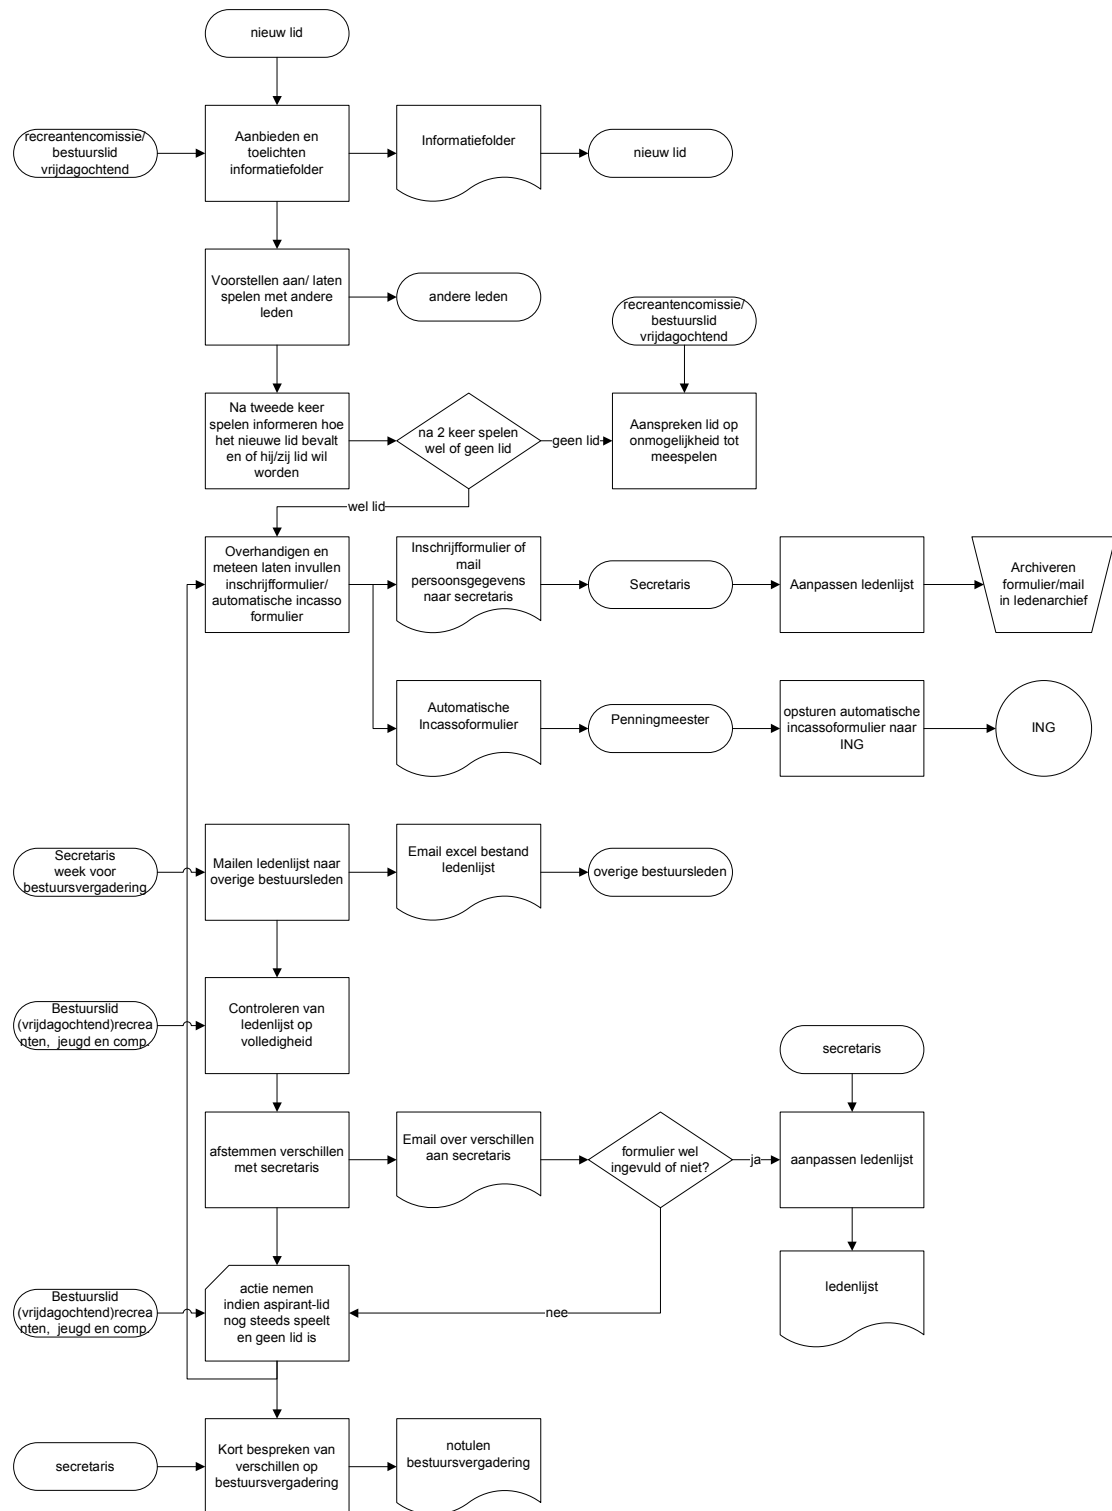 nieuw lid
recreantencomissie/
bestuurslid
vrijdagochtend
Aanbieden en
toelichten
informatiefolder
Informatiefolder
nieuw lid
Voorstellen aan/ laten
spelen met andere
leden
andere leden
recreantencomissie/
bestuurslid
vrijdagochtend
Na tweede keer
spelen informeren hoe
het nieuwe lid bevalt
en of hij/zij lid wil
worden
na 2 keer spelen
wel of geen lid
geen lid
Aanspreken lid op
onmogelijkheid tot
meespelen
wel lid
Overhandigen en
meteen laten invullen
inschrijfformulier/
automatische incasso
formulier
Inschrijfformulier of
mail
persoonsgegevens
naar secretaris
Secretaris
Aanpassen ledenlijst
Archiveren
formulier/mail
in ledenarchief
Automatische
Incassoformulier
Penningmeester
opsturen automatische
incassoformulier naar
ING
ING
Secretaris
week voor
bestuursvergadering
Mailen ledenlijst naar
overige bestuursleden
Email excel bestand
ledenlijst
overige bestuursleden
Bestuurslid
(vrijdagochtend)recrea
nten,  jeugd en comp.
Controleren van
ledenlijst op
volledigheid
secretaris
afstemmen verschillen
met secretaris
Email over verschillen
aan secretaris
formulier wel
ingevuld of niet?
ja
aanpassen ledenlijst
ledenlijst
Bestuurslid
(vrijdagochtend)recrea
nten,  jeugd en comp.
actie nemen
indien aspirant-lid
nog steeds speelt
en geen lid is
nee
secretaris
Kort bespreken van
verschillen op
bestuursvergadering
notulen
bestuursvergadering